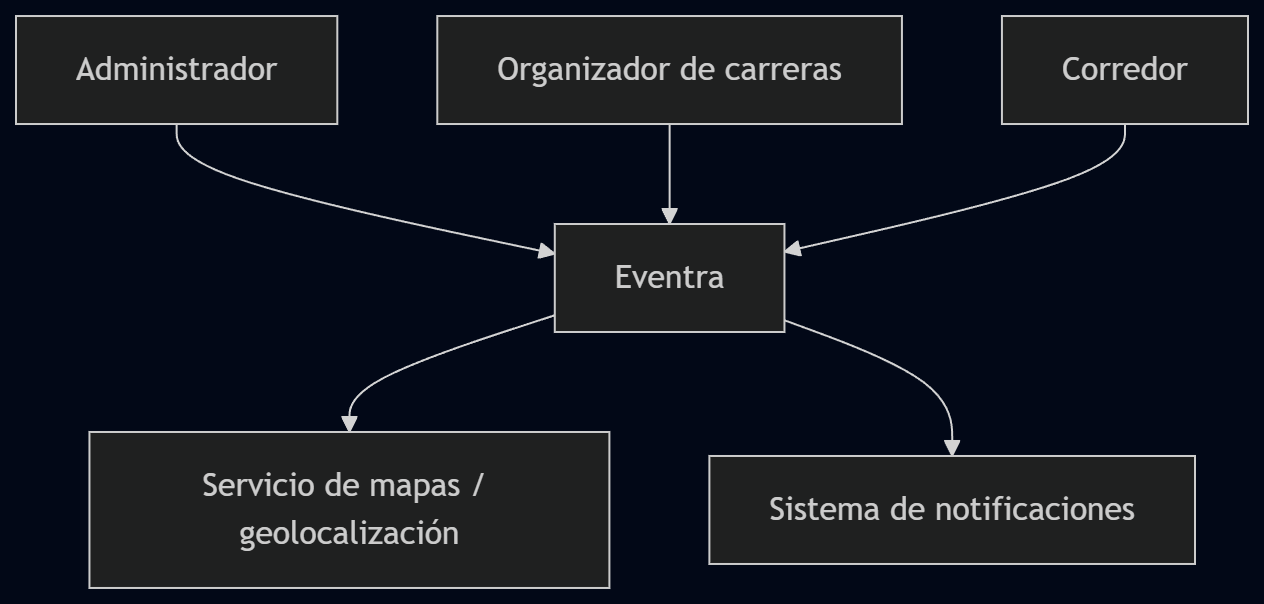 Administrador
Organizador de carreras
Corredor
Eventra
Servicio de mapas /
geolocalización
Sistema de notificaciones